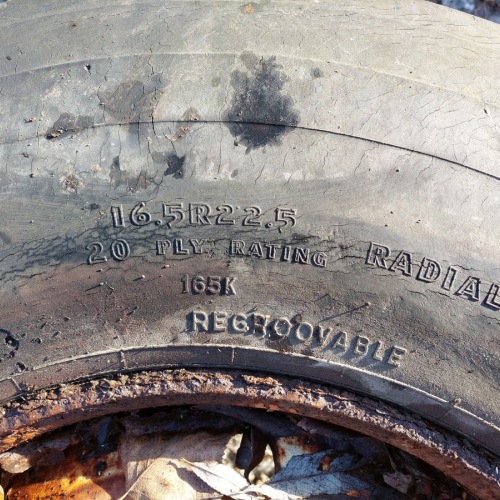 16.5R22.5
20 PLY RATING RADIAL
165K
REGROOVABLE